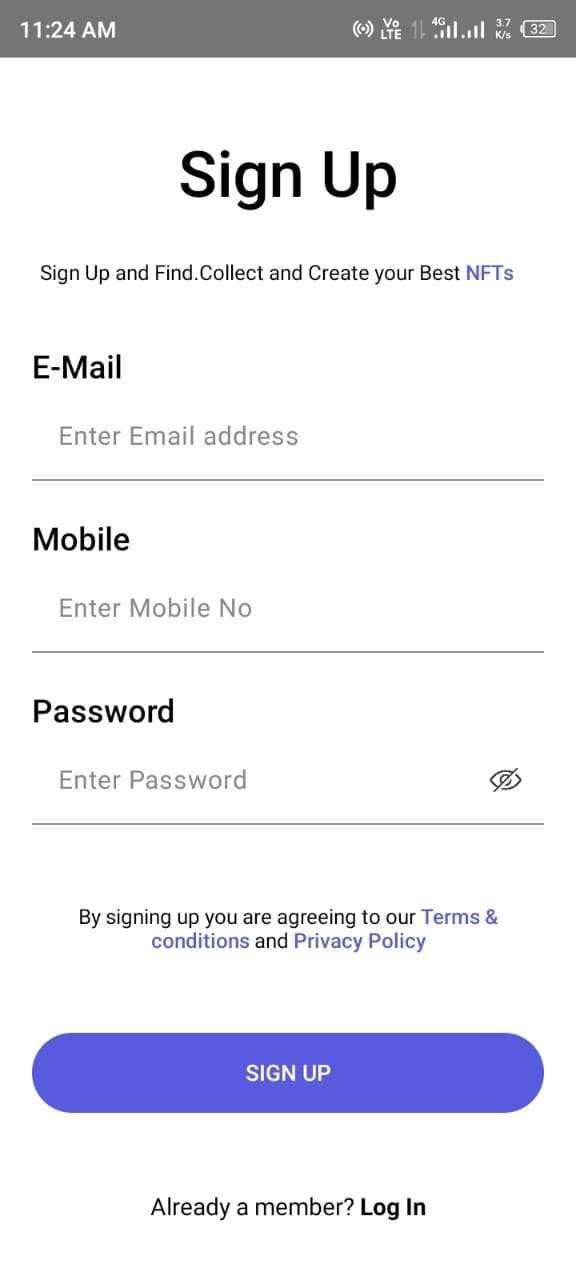 11:24 AM
Vo LTE 4G 3.7 K/s 32
Sign Up
Sign Up and Find.Collect and Create your Best NFTs
E-Mail
Enter Email address
Mobile
Enter Mobile No
Password
Enter Password
By signing up you are agreeing to our Terms &
conditions and Privacy Policy
SIGN UP
Already a member? Log In